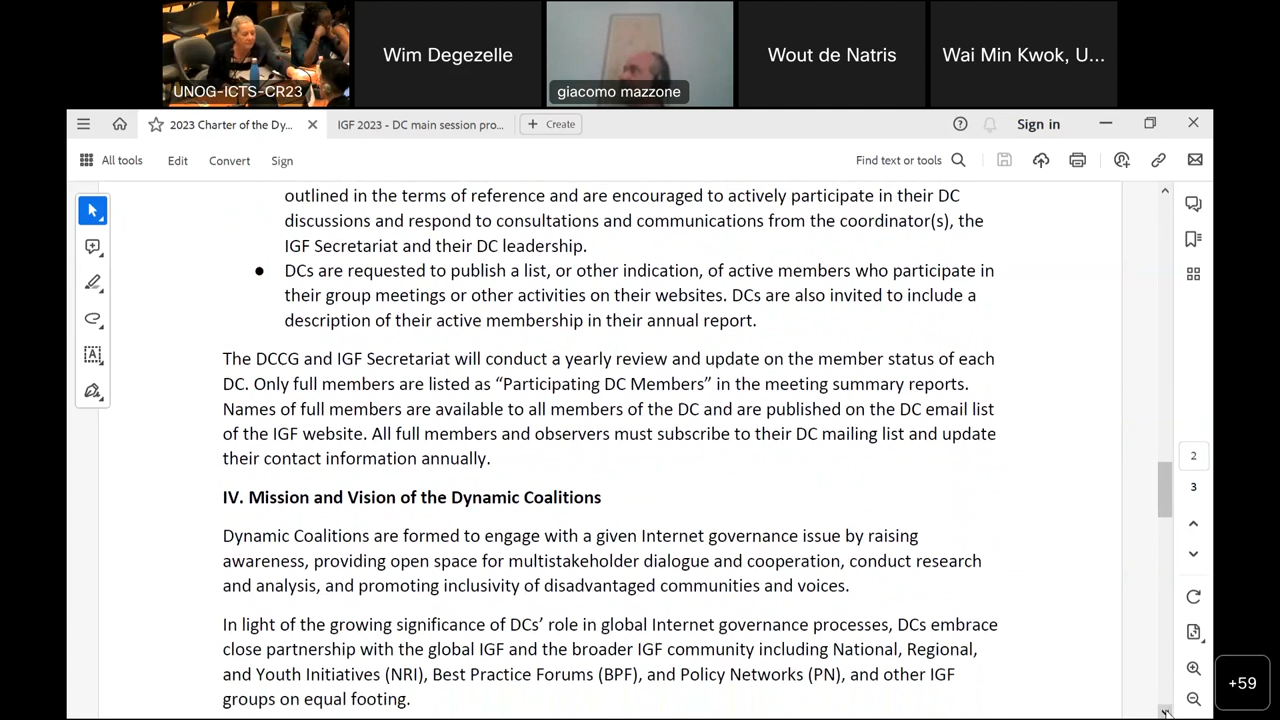 UNOG-ICTS-CR23
Wim Degezelle
giacomo mazzone
Wout de Natris
Wai Min Kwok, U...
2023 Charter of the Dy...
IGF 2023 - DC main session pro...
Create
Sign in
All tools
Edit
Convert
Sign
Find text or tools
outlined in the terms of reference and are encouraged to actively participate in their DC
discussions and respond to consultations and communications from the coordinator(s), the
IGF Secretariat and their DC leadership.
● DCs are requested to publish a list, or other indication, of active members who participate in
their group meetings or other activities on their websites. DCs are also invited to include a
description of their active membership in their annual report.
The DCCG and IGF Secretariat will conduct a yearly review and update on the member status of each
DC. Only full members are listed as “Participating DC Members” in the meeting summary reports.
Names of full members are available to all members of the DC and are published on the DC email list
of the IGF website. All full members and observers must subscribe to their DC mailing list and update
their contact information annually.
IV. Mission and Vision of the Dynamic Coalitions
Dynamic Coalitions are formed to engage with a given Internet governance issue by raising
awareness, providing open space for multistakeholder dialogue and cooperation, conduct research
and analysis, and promoting inclusivity of disadvantaged communities and voices.
In light of the growing significance of DCs’ role in global Internet governance processes, DCs embrace
close partnership with the global IGF and the broader IGF community including National, Regional,
and Youth Initiatives (NRI), Best Practice Forums (BPF), and Policy Networks (PN), and other IGF
groups on equal footing.
2
3
+59